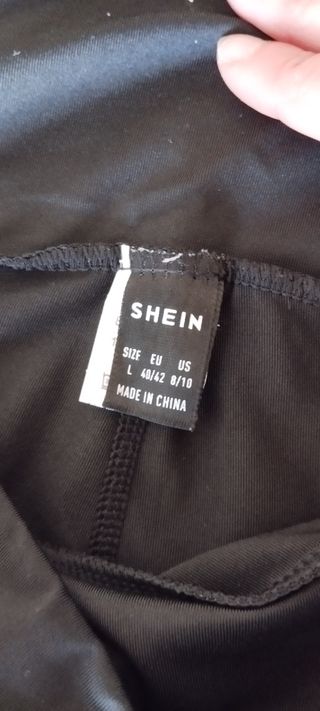 SHEIN
SIZE EU US
L 40/42 8/10
MADE IN CHINA